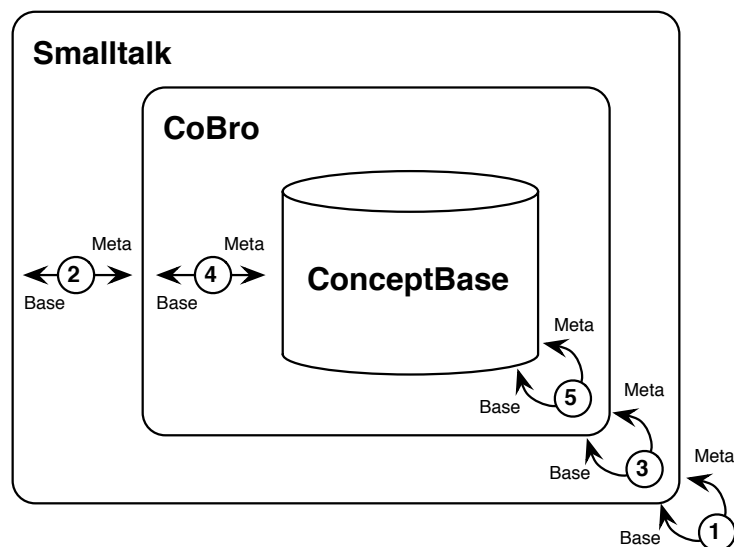 Smalltalk
CoBro
Meta
Meta
2
4
ConceptBase
Base
Base
Meta
5
Base
Meta
3
Base
Meta
1
Base